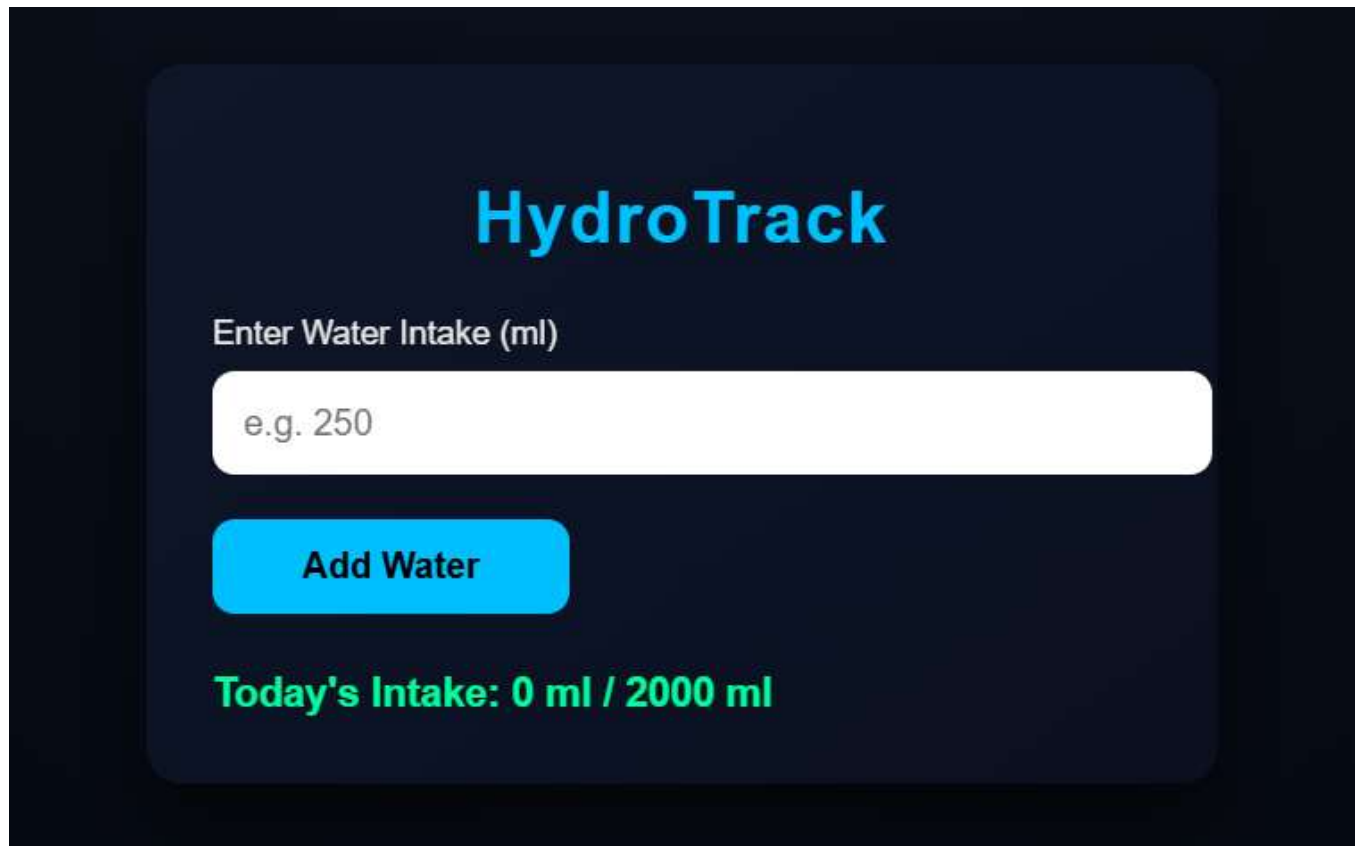 HydroTrack
Enter Water Intake (ml)
e.g. 250
Add Water
Today's Intake: 0 ml / 2000 ml